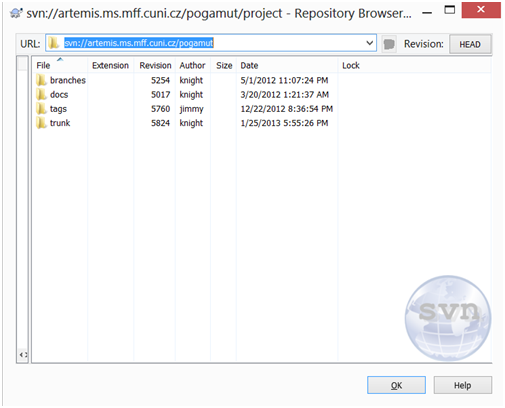 svn://artemis.ms.mff.cuni.cz/pogamut/project - Repository Browser...
URL: svn://artemis.ms.mff.cuni.cz/pogamut Revision: HEAD
File Extension Revision Author Size Date Lock
branches 5254 knight 5/1/2012 11:07:24 PM
docs 5017 knight 3/20/2012 1:21:37 AM
tags 5760 jimmy 12/22/2012 8:36:54 PM
trunk 5824 knight 1/25/2013 5:55:26 PM
svn
OK Help